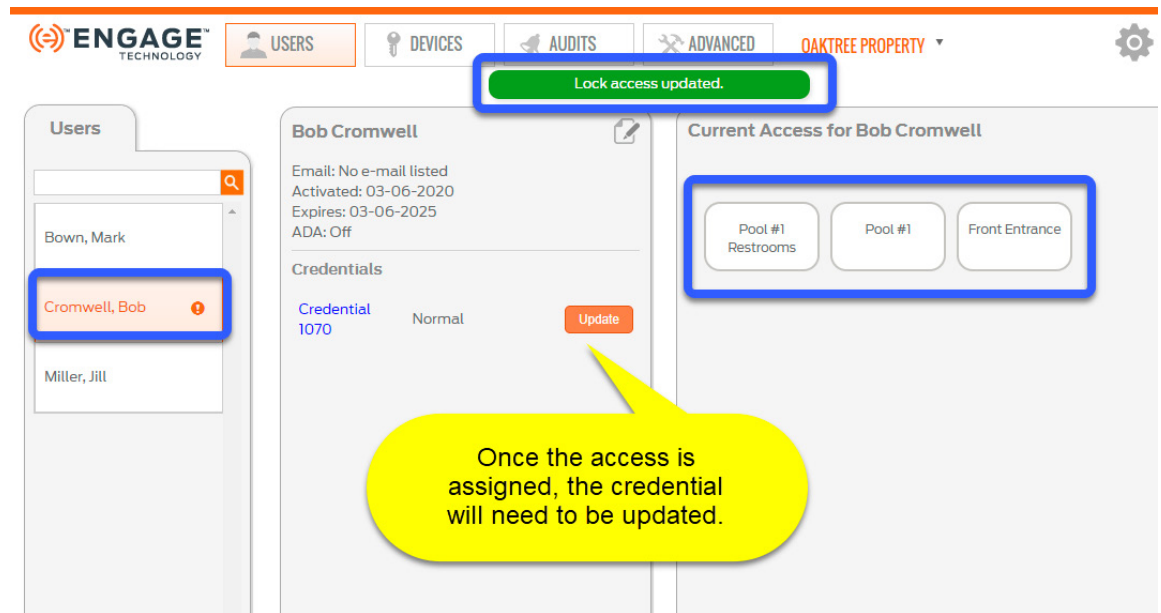 ENGAGE™
TECHNOLOGY
USERS
DEVICES
AUDITS
ADVANCED
OAKTREE PROPERTY
Lock access updated.
Users
Bown, Mark
Cromwell, Bob
Miller, Jill
Bob Cromwell
Email: No e-mail listed
Activated: 03-06-2020
Expires: 03-06-2025
ADA: Off
Credentials
Credential
1070
Normal
Update
Once the access is
assigned, the credential
will need to be updated.
Current Access for Bob Cromwell
Pool #1
Restrooms
Pool #1
Front Entrance